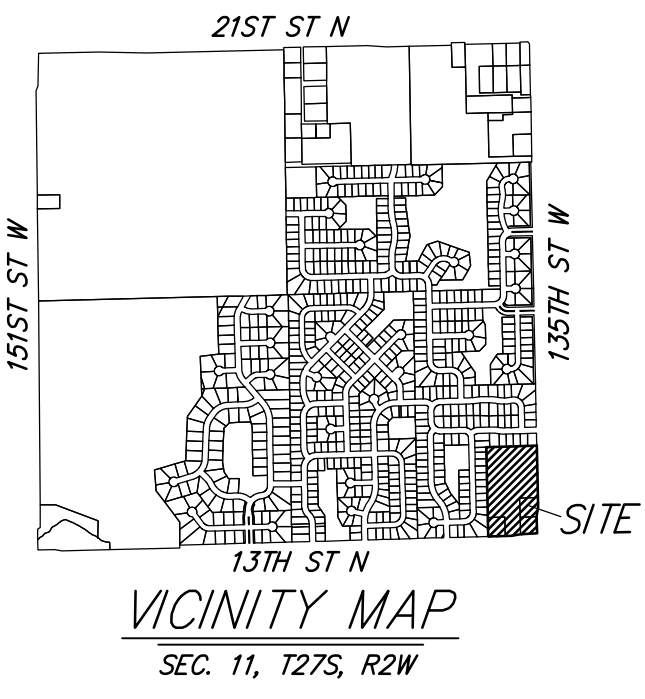 21ST ST N
151ST ST W
135TH ST W
SITE
13TH ST N
VICINITY MAP
SEC. 11, T27S, R2W